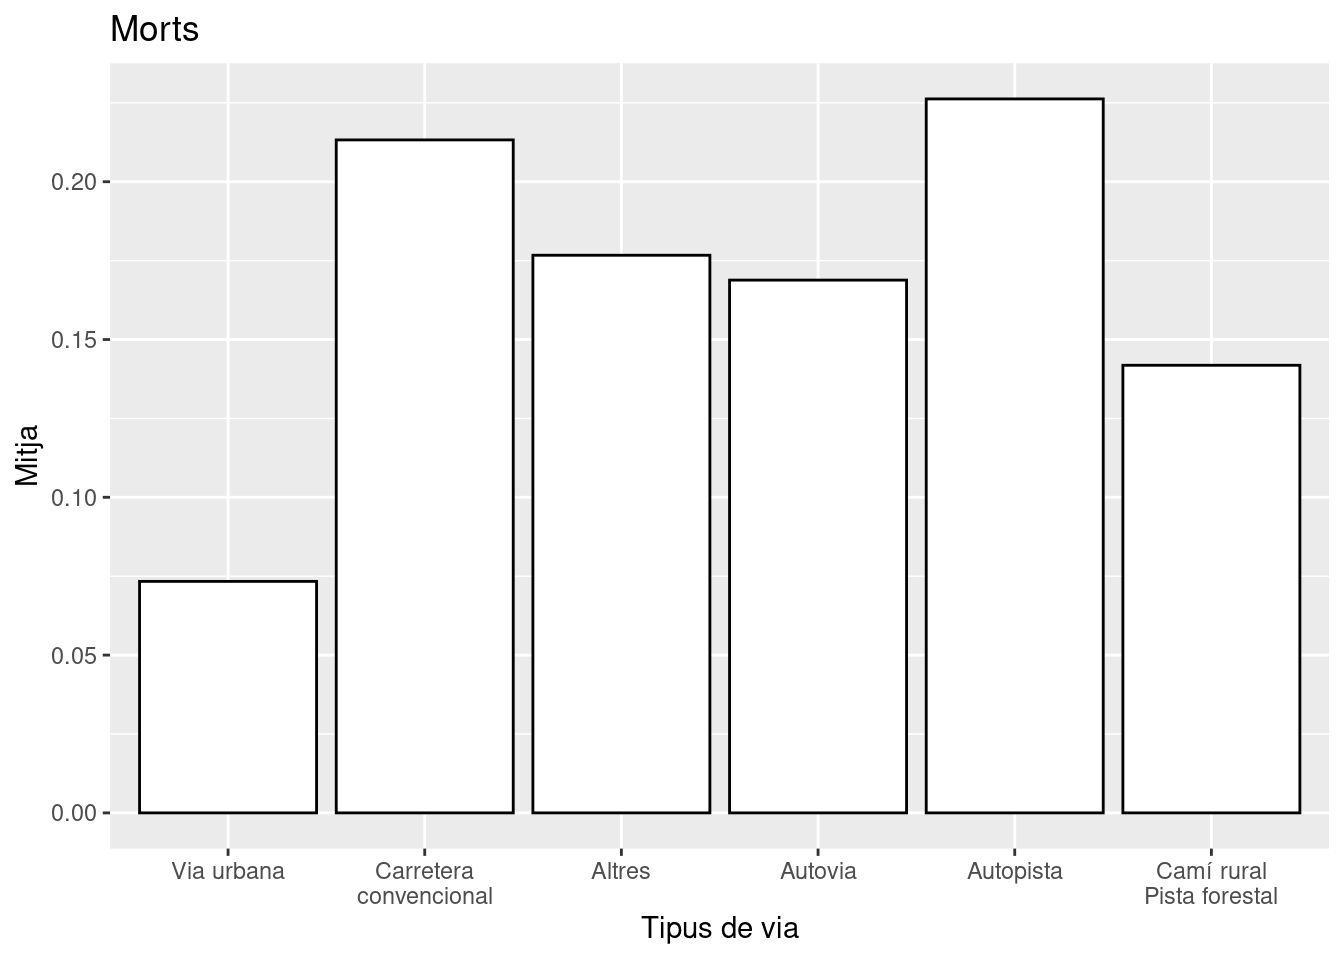 Morts
Mitja
0.20
0.15
0.10
0.05
0.00
Via urbana
Carretera
convencional
Altres
Autovia
Autopista
Camí rural
Pista forestal
Tipus de via